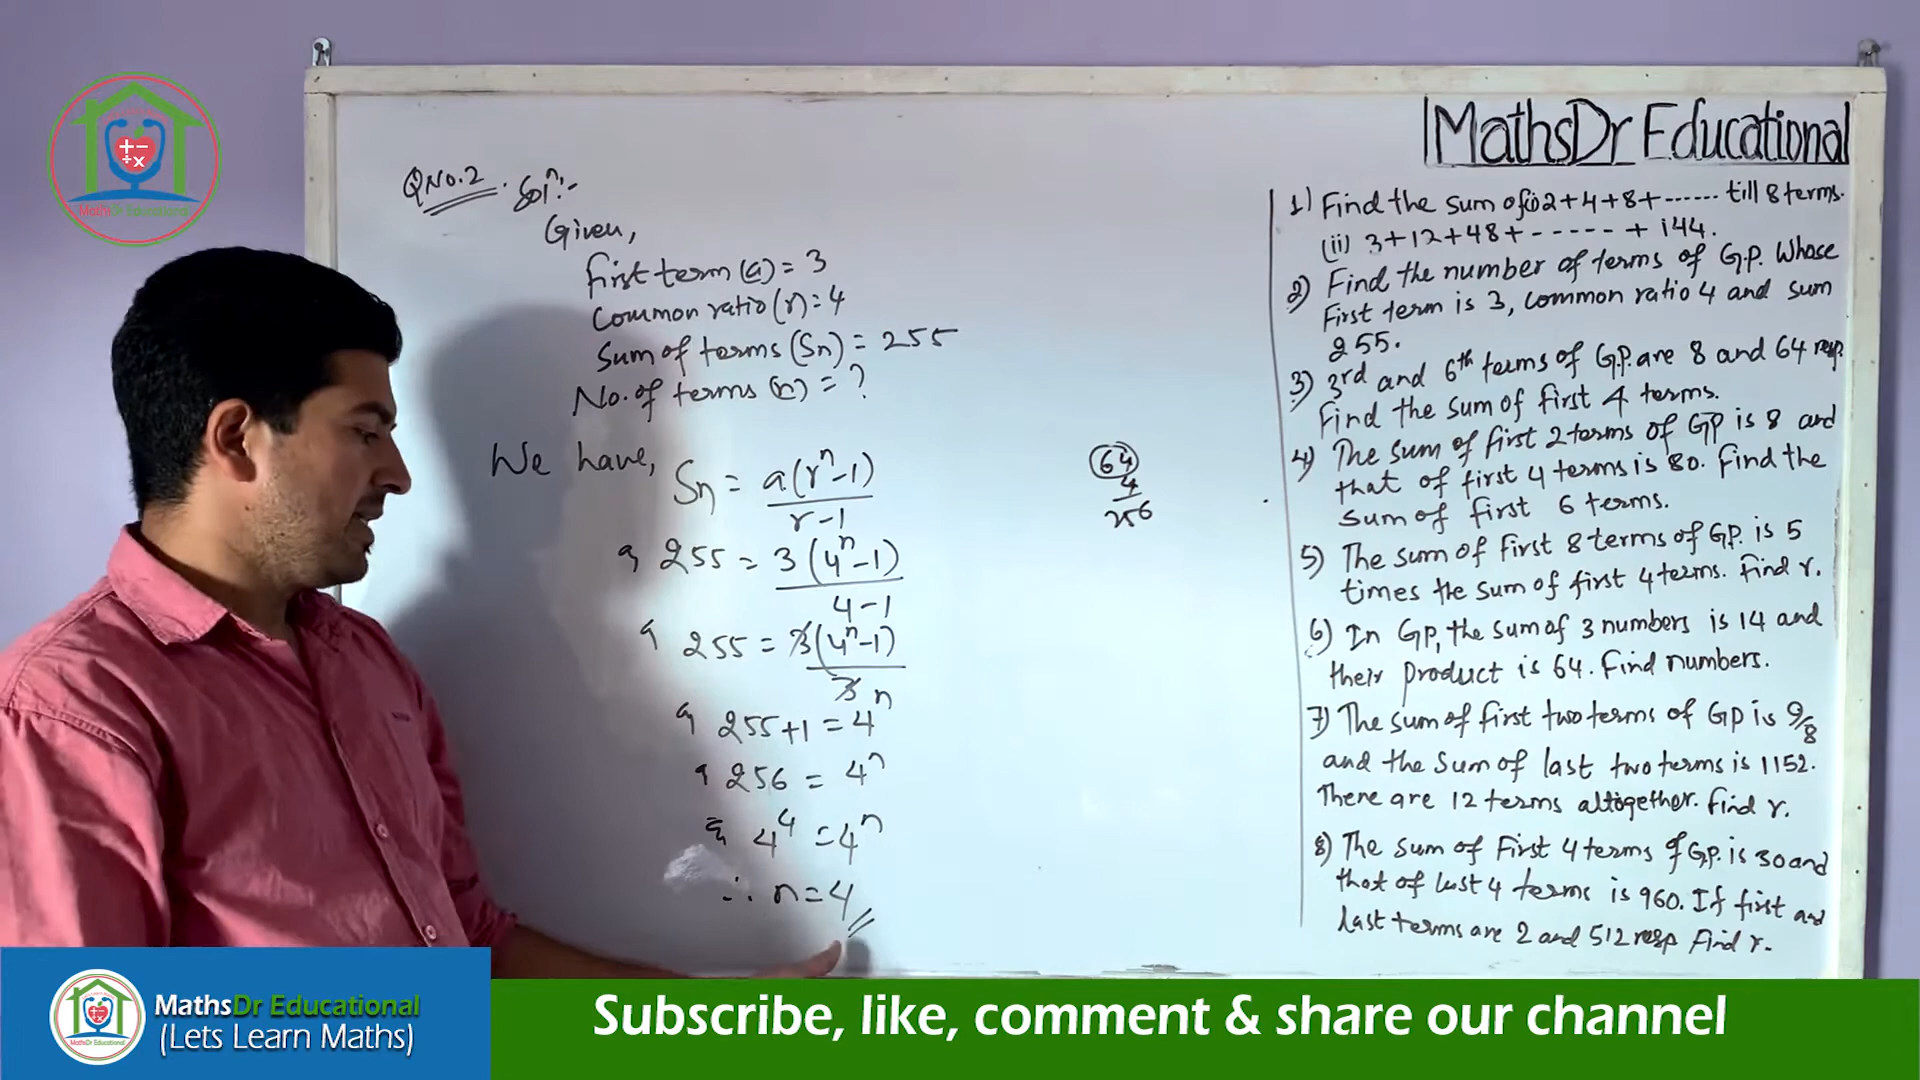 MathsDr Educational
QNo.2. Solⁿ:-
Given,
First term (a) = 3
Common ratio (r) = 4
Sum of terms (Sn) = 255
No. of terms (n) = ?
We have,
Sn = a(rⁿ-1)
r-1
255 = 3(4ⁿ-1)
4-1
255 = 3(4ⁿ-1)
3
255+1 = 4ⁿ
256 = 4ⁿ
4⁴ = 4ⁿ
∴ n = 4
64
4
256
MathsDr Educational
1) Find the sum of (i) 2+4+8+------ till 8 terms.
(ii) 3+12+48+ - - - - - + 144.
2) Find the number of terms of G.P. whose
First term is 3, common ratio 4 and sum
255.
3) 3rd and 6th terms of G.P. are 8 and 64 resp.
Find the sum of first 4 terms.
4) The sum of first 2 terms of GP is 8 and
that of first 4 terms is 80. Find the
sum of first 6 terms.
5) The sum of first 8 terms of GP. is 5
times the sum of first 4 terms. Find r.
6) In GP, the sum of 3 numbers is 14 and
their product is 64. Find numbers.
7) The sum of first two terms of GP is 9/8
and the sum of last two terms is 1152.
There are 12 terms altogether. Find r.
8) The sum of First 4 terms of G.P. is 30 and
that of last 4 terms is 960. If first and
last terms are 2 and 512 resp Find r.
MathsDr Educational
(Lets Learn Maths)
Subscribe, like, comment & share our channel